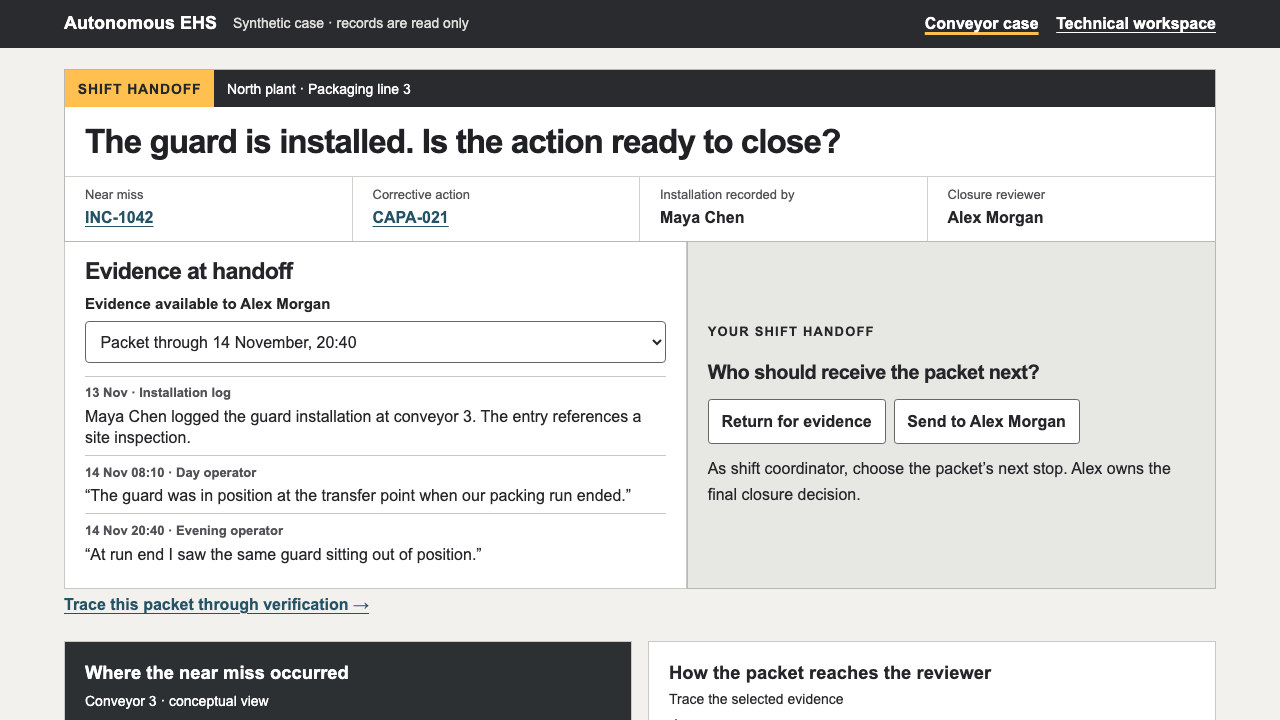 Autonomous EHS
Synthetic case · records are read only
Conveyor case
Technical workspace
SHIFT HANDOFF
North plant · Packaging line 3
The guard is installed. Is the action ready to close?
Near miss
INC-1042
Corrective action
CAPA-021
Installation recorded by
Maya Chen
Closure reviewer
Alex Morgan
Evidence at handoff
Evidence available to Alex Morgan
Packet through 14 November, 20:40
13 Nov · Installation log
Maya Chen logged the guard installation at conveyor 3. The entry references a
site inspection.
14 Nov 08:10 · Day operator
“The guard was in position at the transfer point when our packing run ended.”
14 Nov 20:40 · Evening operator
“At run end I saw the same guard sitting out of position.”
YOUR SHIFT HANDOFF
Who should receive the packet next?
Return for evidence
Send to Alex Morgan
As shift coordinator, choose the packet’s next stop. Alex owns the
final closure decision.
Trace this packet through verification →
Where the near miss occurred
Conveyor 3 · conceptual view
How the packet reaches the reviewer
Trace the selected evidence